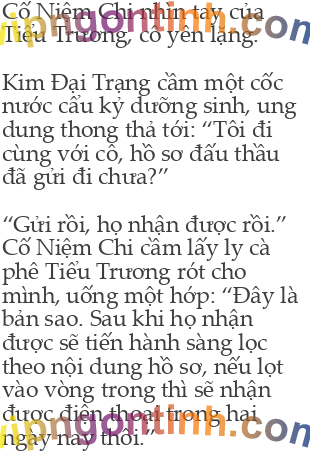 Cố Niệm Chi nhìn tay của
Tiểu Trương, cô yên lặng.
Kim Đại Trạng cầm một cốc
nước cẩu kỷ dưỡng sinh, ung
dung thong thả tới: “Tôi đi
cùng với cô, hồ sơ đấu thầu
đã gửi đi chưa?”
“Gửi rồi, họ nhận được rồi.”
Cố Niệm Chi cầm lấy ly cà
phê Tiểu Trương rót cho
mình, uống một hớp: “Đây là
bản sao. Sau khi họ nhận
được sẽ tiến hành sàng lọc
theo nội dung hồ sơ, nếu lọt
vào vòng trong thì sẽ nhận
được điện thoại trong hai
ngày này thôi.”
vipngontinh.com
vipngontinh.com